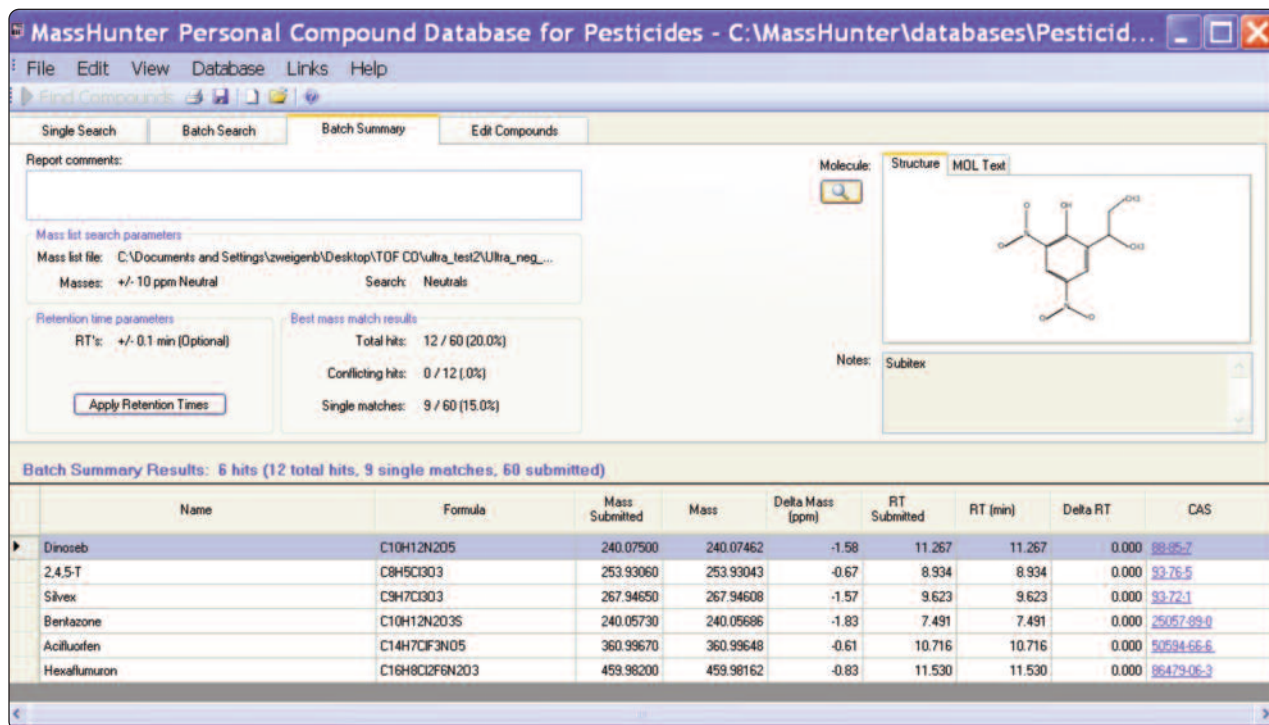 MassHunter Personal Compound Database for Pesticides - C:\MassHunter\databases\Pesticid...
File Edit View Database Links Help
Find Compounds
Single Search Batch Search Batch Summary Edit Compounds
Report comments:
Molecule: Structure MOL Text
O OH CH3
N
O CH3
N
O O
Mass list search parameters
Mass list file: C:\Documents and Settings\zweigenb\Desktop\TOF CO\ultra_test2\Ultra_neg_...
Masses: +/- 10 ppm Neutral Search: Neutrals
Retention time parameters Best mass match results
RT's: +/- 0.1 min (Optional) Total hits: 12 / 60 (20.0%)
Conflicting hits: 0 / 12 (.0%)
Apply Retention Times Single matches: 9 / 60 (15.0%)
Notes: Subitex
Batch Summary Results: 6 hits (12 total hits, 9 single matches, 60 submitted)
Name Formula Mass Submitted Mass Delta Mass (ppm) RT Submitted RT (min) Delta RT CAS
Dinoseb C10H12N2O5 240.07500 240.07462 -1.58 11.267 11.267 0.000 88-85-7
2,4,5-T C8H5Cl3O3 253.93060 253.93043 -0.67 8.934 8.934 0.000 93-76-5
Silvex C9H7Cl3O3 267.94650 267.94608 -1.57 9.623 9.623 0.000 93-72-1
Bentazone C10H12N2O3S 240.05730 240.05686 -1.83 7.491 7.491 0.000 25057-89-0
Acifluorfen C14H7ClF3NO5 360.99670 360.99648 -0.61 10.716 10.716 0.000 50594-66-6
Hexaflumuron C16H8Cl2F6N2O3 459.98200 459.98162 -0.83 11.530 11.530 0.000 86479-06-3